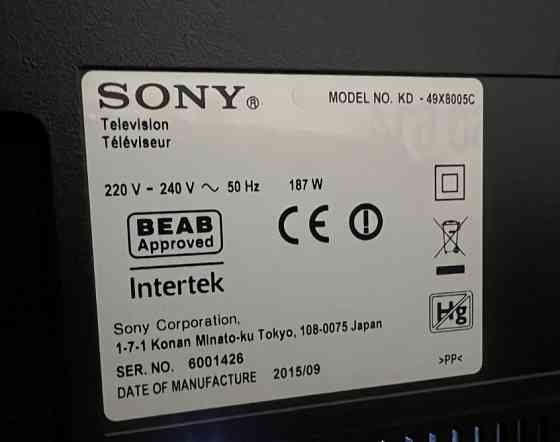 SONY®
MODEL NO. KD - 49X8005C
Television
Téléviseur
220 V - 240 V ～ 50 Hz 187 W
BEAB
Approved
CE
Intertek
Hg
Sony Corporation,
1-7-1 Konan Minato-ku Tokyo, 108-0075 Japan
SER. NO. 6001426
DATE OF MANUFACTURE 2015/09
>PP<